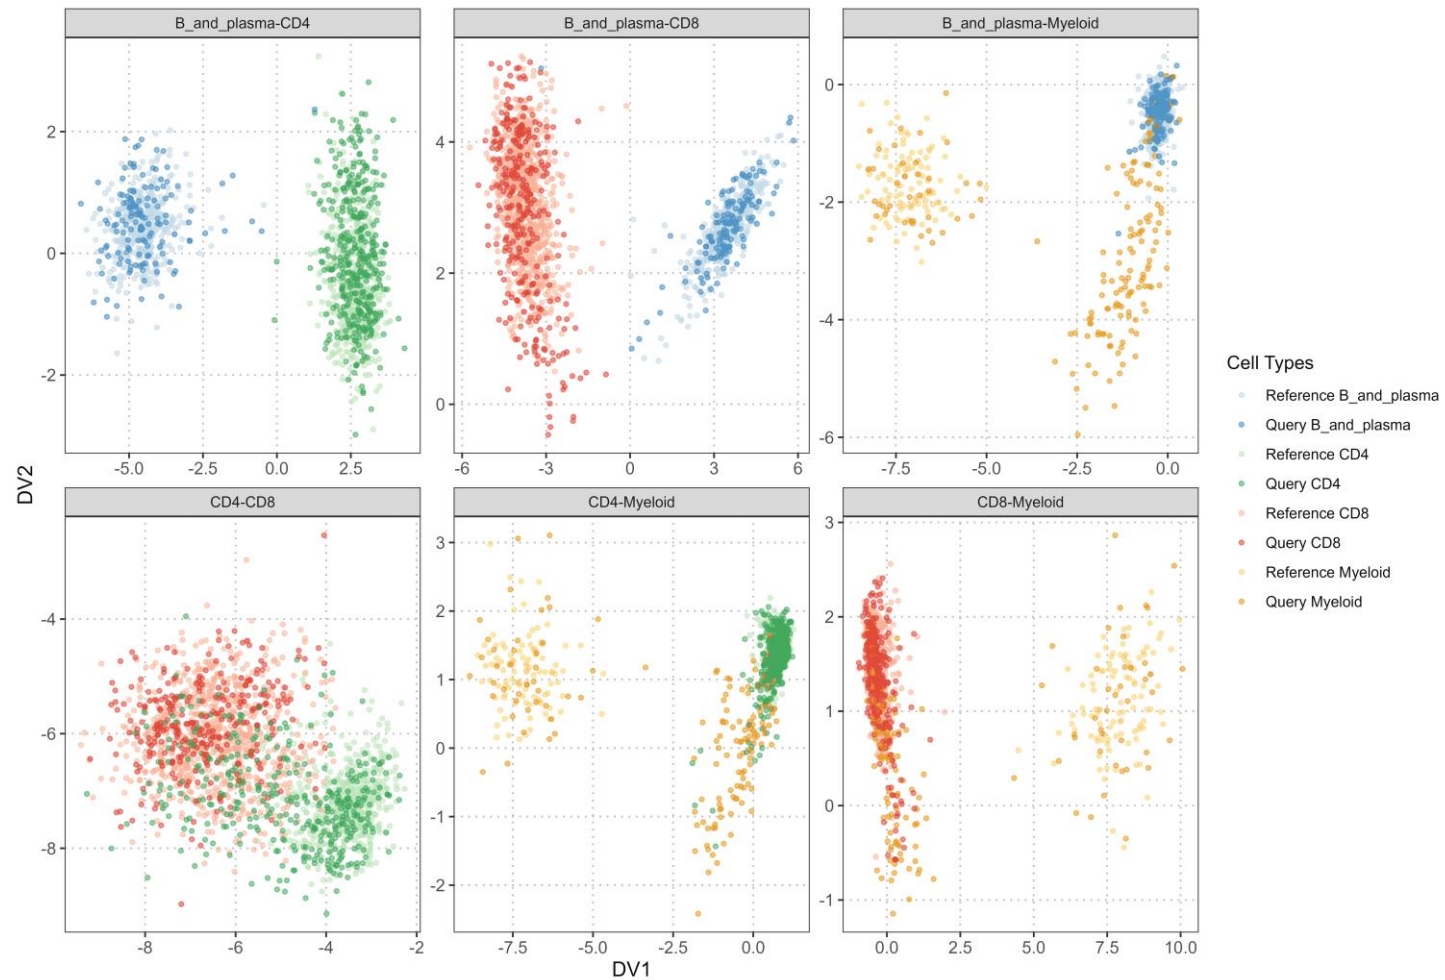 B_and_plasma-CD4
B_and_plasma-CD8
B_and_plasma-Myeloid
2
0
-2
4
2
0
0
-2
-4
-6
-5.0 -2.5 0.0 2.5
-6 -3 0 3 6
-7.5 -5.0 -2.5 0.0
DV2
CD4-CD8
CD4-Myeloid
CD8-Myeloid
-4
-6
-8
3
2
1
0
-1
-2
3
2
1
0
-1
-8 -6 -4 -2
-7.5 -5.0 -2.5 0.0
0.0 2.5 5.0 7.5 10.0
DV1
Cell Types
Reference B_and_plasma
Query B_and_plasma
Reference CD4
Query CD4
Reference CD8
Query CD8
Reference Myeloid
Query Myeloid